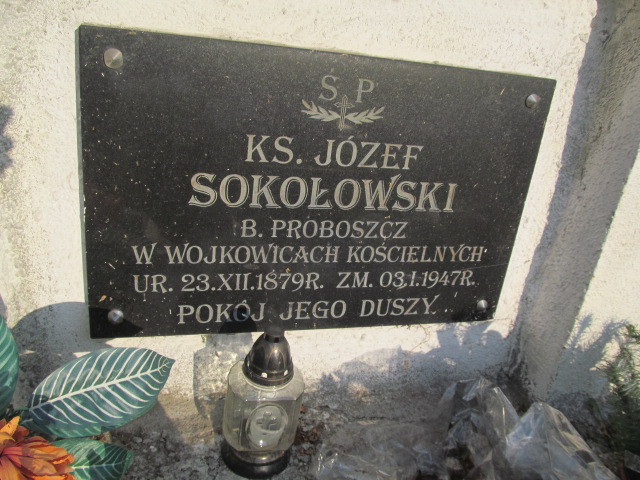 Ś P
KS. JÓZEF
SOKOŁOWSKI
B. PROBOSZCZ
W WOJKOWICACH KOŚCIELNYCH
UR. 23.XII.1879R. ZM. 03.I.1947R.
POKÓJ JEGO DUSZY.